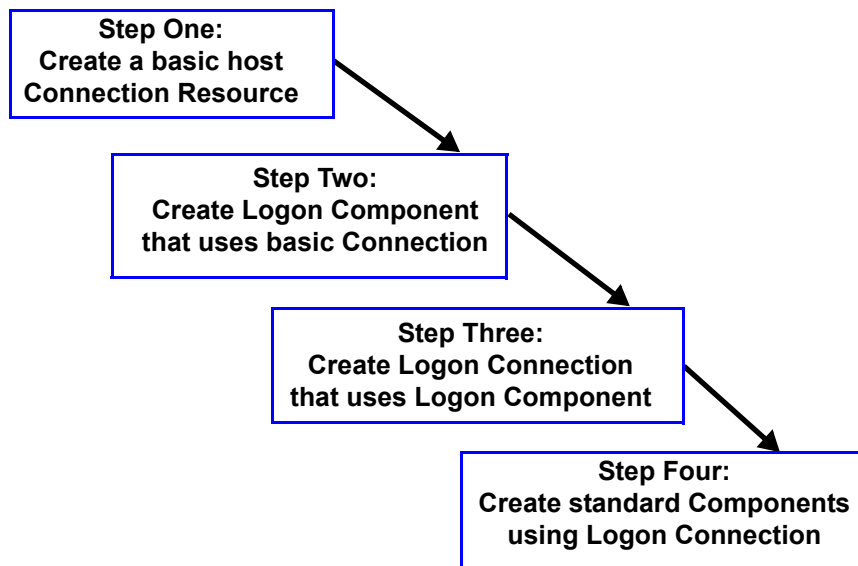 Step One:
Create a basic host
Connection Resource
Step Two:
Create Logon Component
that uses basic Connection
Step Three:
Create Logon Connection
that uses Logon Component
Step Four:
Create standard Components
using Logon Connection